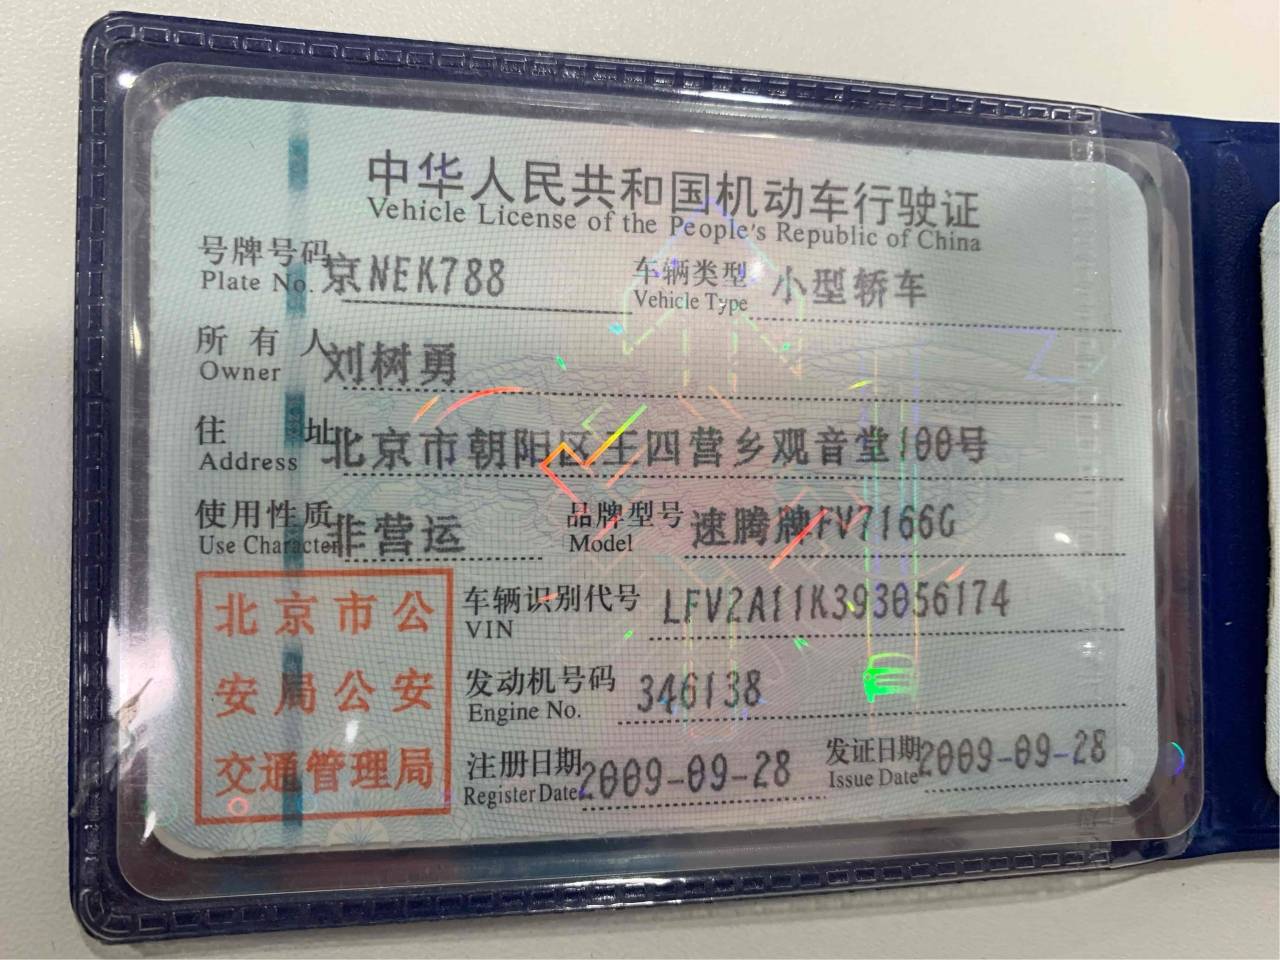 中华人民共和国机动车行驶证
Vehicle License of the People's Republic of China
号牌号码 京NEK788 车辆类型 小型轿车
Plate No. Vehicle Type
所有人 刘树勇
Owner
住址 北京市朝阳区王四营乡观音堂100号
Address
使用性质 非营运 品牌型号 速腾牌FV7166G
Use Character Model
车辆识别代号 LFV2A11K393056174
VIN
发动机号码 346138
Engine No.
注册日期 2009-09-28 发证日期 2009-09-28
Register Date Issue Date
北京市公
安局公安
交通管理局